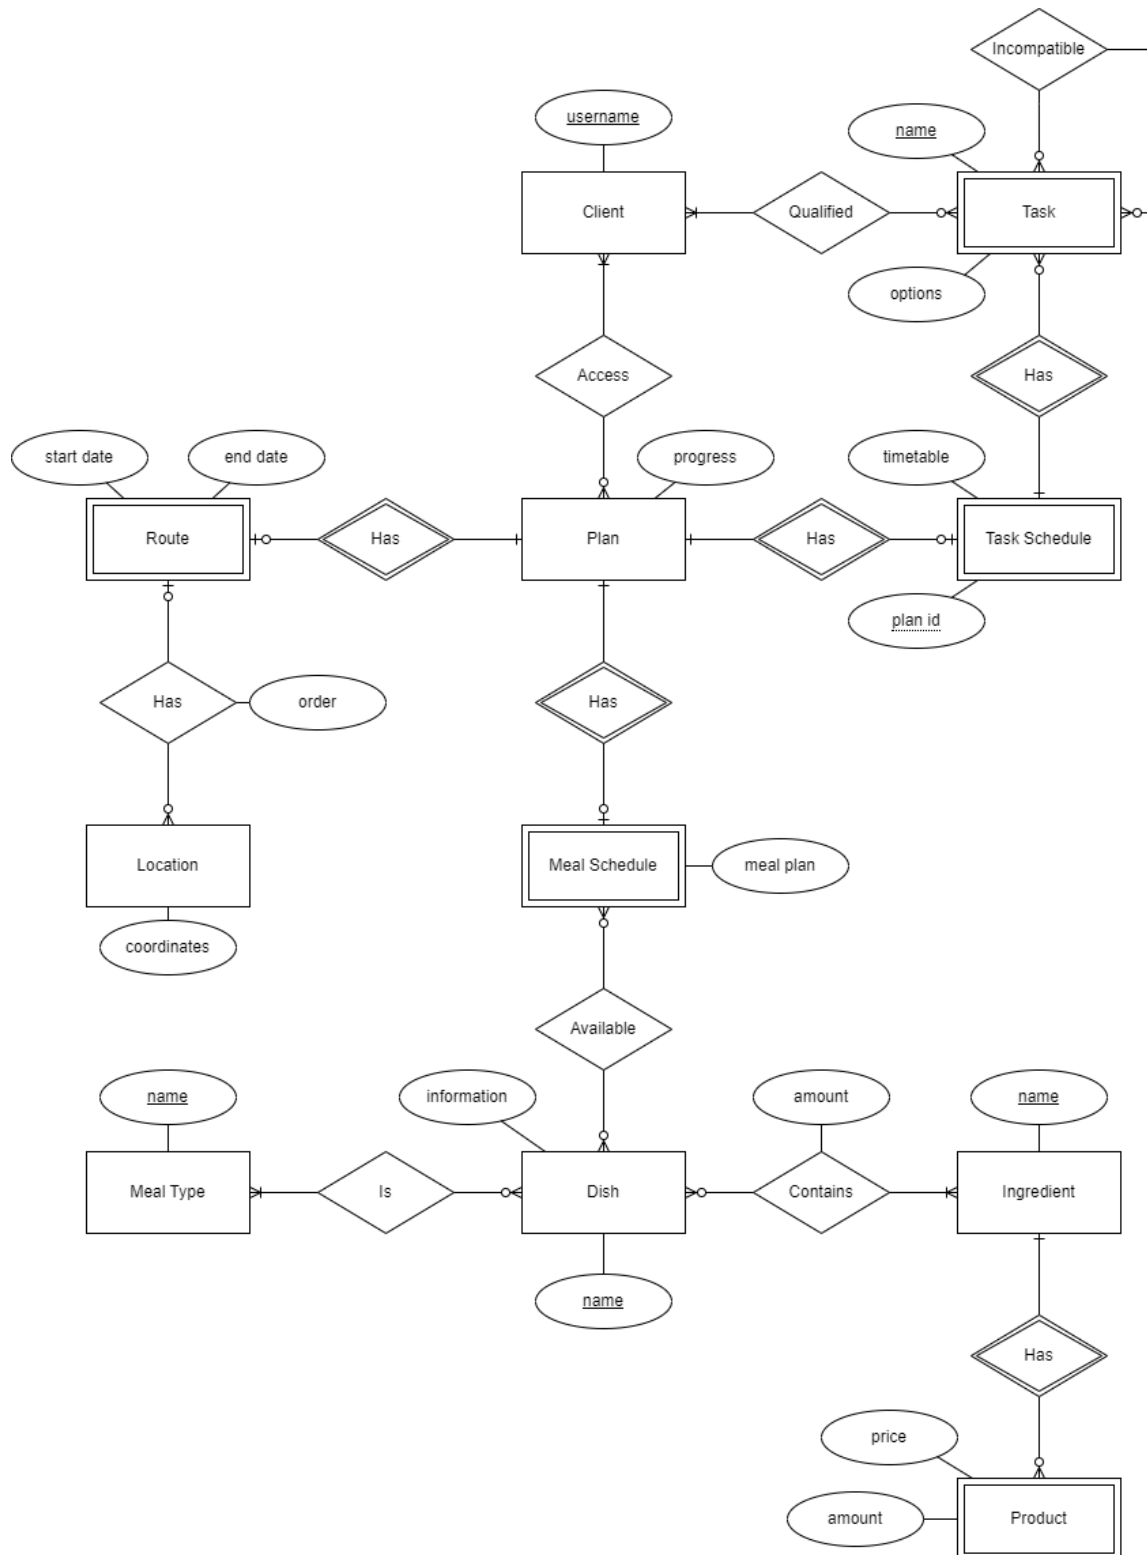 Incompatible
username
name
Client
Qualified
Task
options
Access
Has
start date
end date
progress
timetable
Route
Has
Plan
Has
Task Schedule
plan id
Has
order
Has
Location
Meal Schedule
meal plan
coordinates
Available
name
information
amount
name
Meal Type
Is
Dish
Contains
Ingredient
name
Has
price
amount
Product